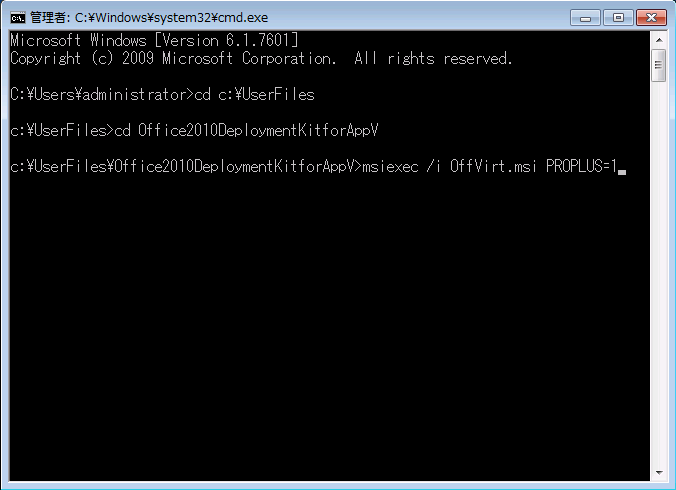 管理者: C:¥Windows¥system32¥cmd.exe
Microsoft Windows [Version 6.1.7601]
Copyright (c) 2009 Microsoft Corporation.  All rights reserved.
C:¥Users¥administrator>cd c:¥UserFiles
c:¥UserFiles>cd Office2010DeploymentKitforAppV
c:¥UserFiles¥Office2010DeploymentKitforAppV>msiexec /i OffVirt.msi PROPLUS=1